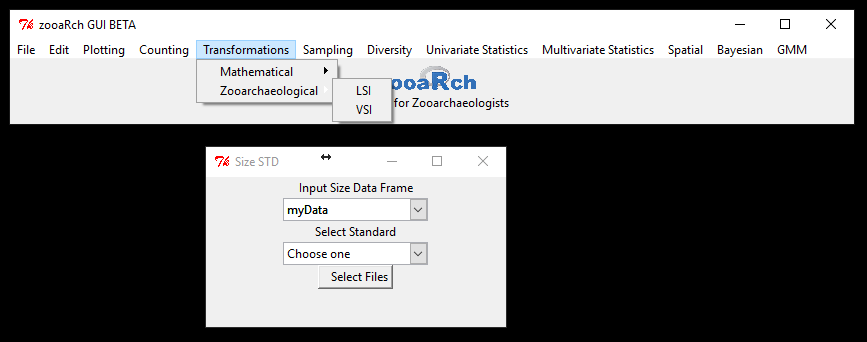 zooaRch GUI BETA
File Edit Plotting Counting Transformations Sampling Diversity Univariate Statistics Multivariate Statistics Spatial Bayesian GMM
Mathematical
Zooarchaeological
ooaRch
for Zooarchaeologists
LSI
VSI
Size STD
Input Size Data Frame
myData
Select Standard
Choose one
Select Files